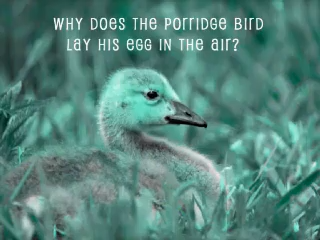 WHY DOES THE PORRIDGE BIRD
LAY HIS EGG IN THE AIR?